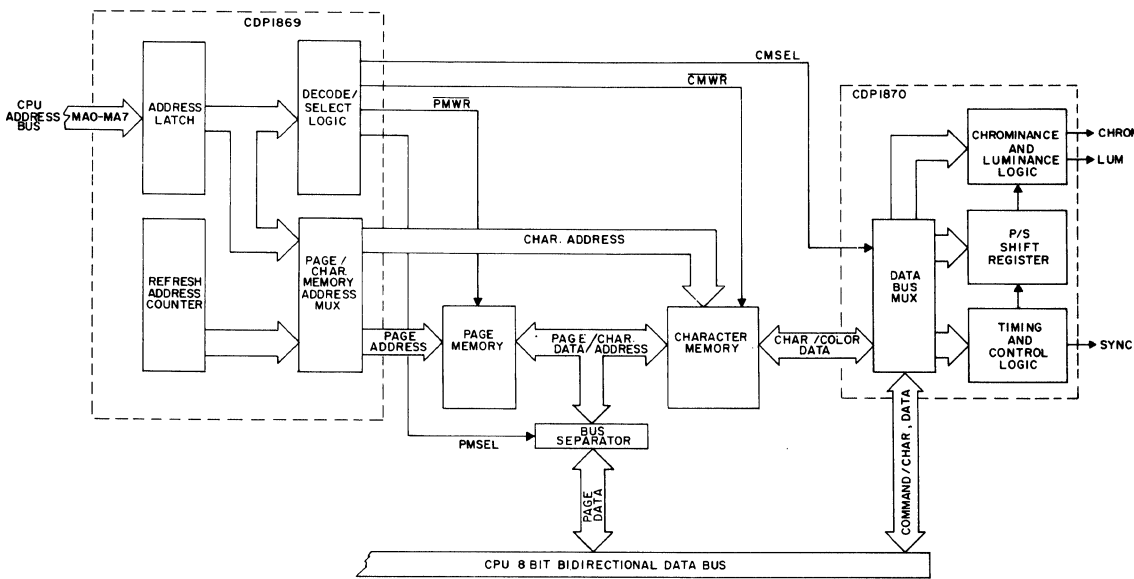 CDP1869
CPU
ADDRESS
BUS
MA0-MA7
ADDRESS
LATCH
DECODE/
SELECT
LOGIC
PMWR
CMSEL
CMWR
CDP1870
CHROMINANCE
AND
LUMINANCE
LOGIC
CHROM
LUM
REFRESH
ADDRESS
COUNTER
PAGE/
CHAR.
MEMORY
ADDRESS
MUX
CHAR. ADDRESS
DATA
BUS
MUX
P/S
SHIFT
REGISTER
PAGE
ADDRESS
PAGE
MEMORY
PAGE/CHAR.
DATA/ADDRESS
CHARACTER
MEMORY
CHAR/COLOR
DATA
TIMING
AND
CONTROL
LOGIC
SYNC
PMSEL
BUS
SEPARATOR
PAGE
DATA
COMMAND/CHAR, DATA
CPU 8 BIT BIDIRECTIONAL DATA BUS